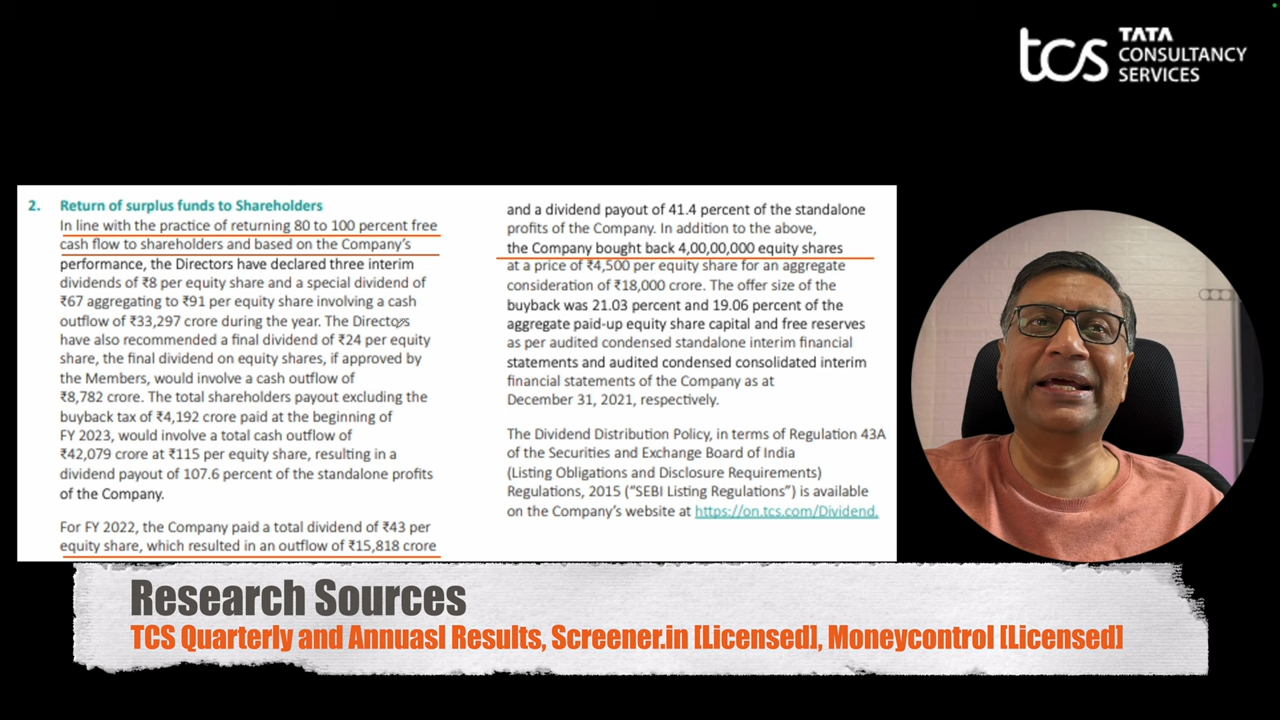 tcs
TATA
CONSULTANCY
SERVICES
2. Return of surplus funds to Shareholders
In line with the practice of returning 80 to 100 percent free
cash flow to shareholders and based on the Company's
performance, the Directors have declared three interim
dividends of ₹8 per equity share and a special dividend of
₹67 aggregating to ₹91 per equity share involving a cash
outflow of ₹33,297 crore during the year. The Directors
have also recommended a final dividend of ₹24 per equity
share, the final dividend on equity shares, if approved by
the Members, would involve a cash outflow of
₹8,782 crore. The total shareholders payout excluding the
buyback tax of ₹4,192 crore paid at the beginning of
FY 2023, would involve a total cash outflow of
₹42,079 crore at ₹115 per equity share, resulting in a
dividend payout of 107.6 percent of the standalone profits
of the Company.
For FY 2022, the Company paid a total dividend of ₹43 per
equity share, which resulted in an outflow of ₹15,818 crore
and a dividend payout of 41.4 percent of the standalone
profits of the Company. In addition to the above,
the Company bought back 4,00,00,000 equity shares
at a price of ₹4,500 per equity share for an aggregate
consideration of ₹18,000 crore. The offer size of the
buyback was 21.03 percent and 19.06 percent of the
aggregate paid-up equity share capital and free reserves
as per audited condensed standalone interim financial
statements and audited condensed consolidated interim
financial statements of the Company as at
December 31, 2021, respectively.
The Dividend Distribution Policy, in terms of Regulation 43A
of the Securities and Exchange Board of India
(Listing Obligations and Disclosure Requirements)
Regulations, 2015 ("SEBI Listing Regulations") is available
on the Company's website at https://on.tcs.com/Dividend.
Research Sources
TCS Quarterly and Annuasl Results, Screener.in [Licensed], Moneycontrol [Licensed]